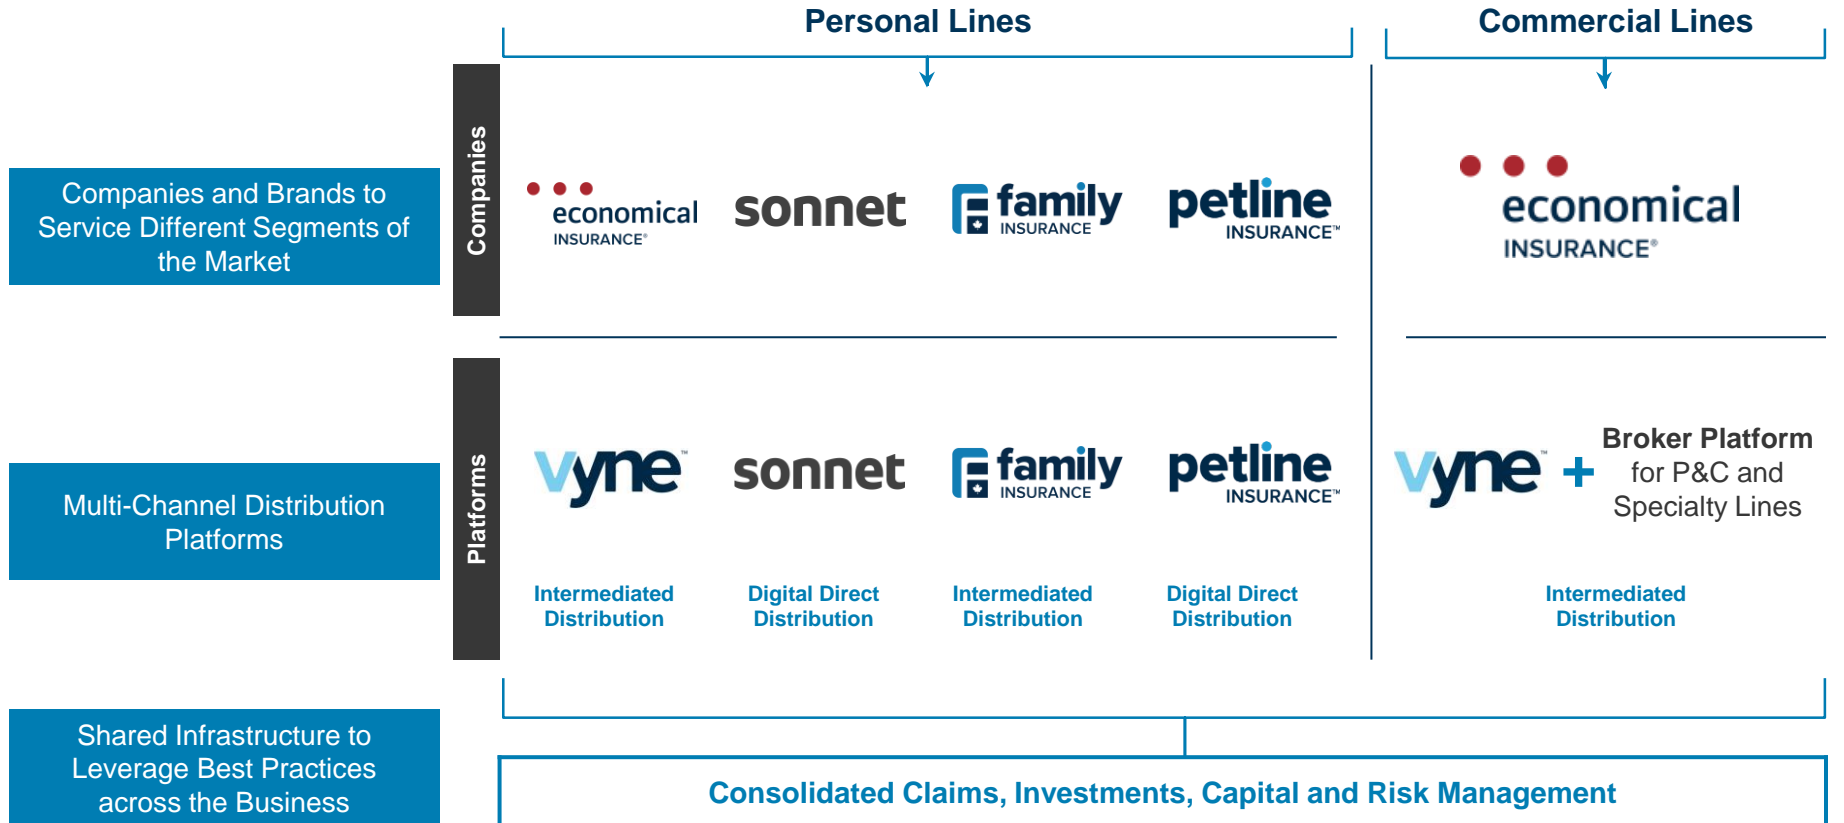 Personal Lines
Commercial Lines
Companies and Brands to
Service Different Segments of
the Market
Companies
economical
INSURANCE®
sonnet
family
INSURANCE
petline
INSURANCE™
economical
INSURANCE®
Multi-Channel Distribution
Platforms
Platforms
vyne™
sonnet
family
INSURANCE
petline
INSURANCE™
vyne™ +
Broker Platform
for P&C and
Specialty Lines
Intermediated
Distribution
Digital Direct
Distribution
Intermediated
Distribution
Digital Direct
Distribution
Intermediated
Distribution
Shared Infrastructure to
Leverage Best Practices
across the Business
Consolidated Claims, Investments, Capital and Risk Management